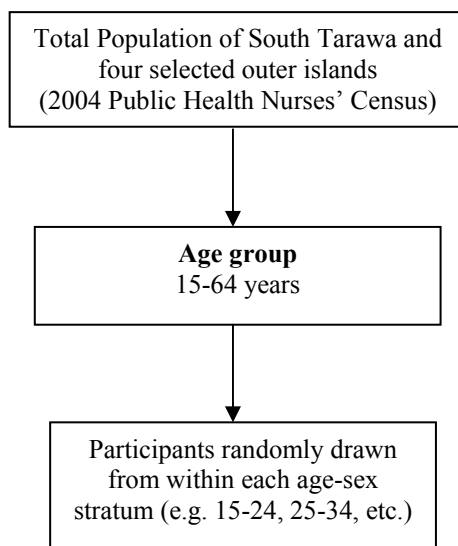 Total Population of South Tarawa and
four selected outer islands
(2004 Public Health Nurses’ Census)
Age group
15-64 years
Participants randomly drawn
from within each age-sex
stratum (e.g. 15-24, 25-34, etc.)